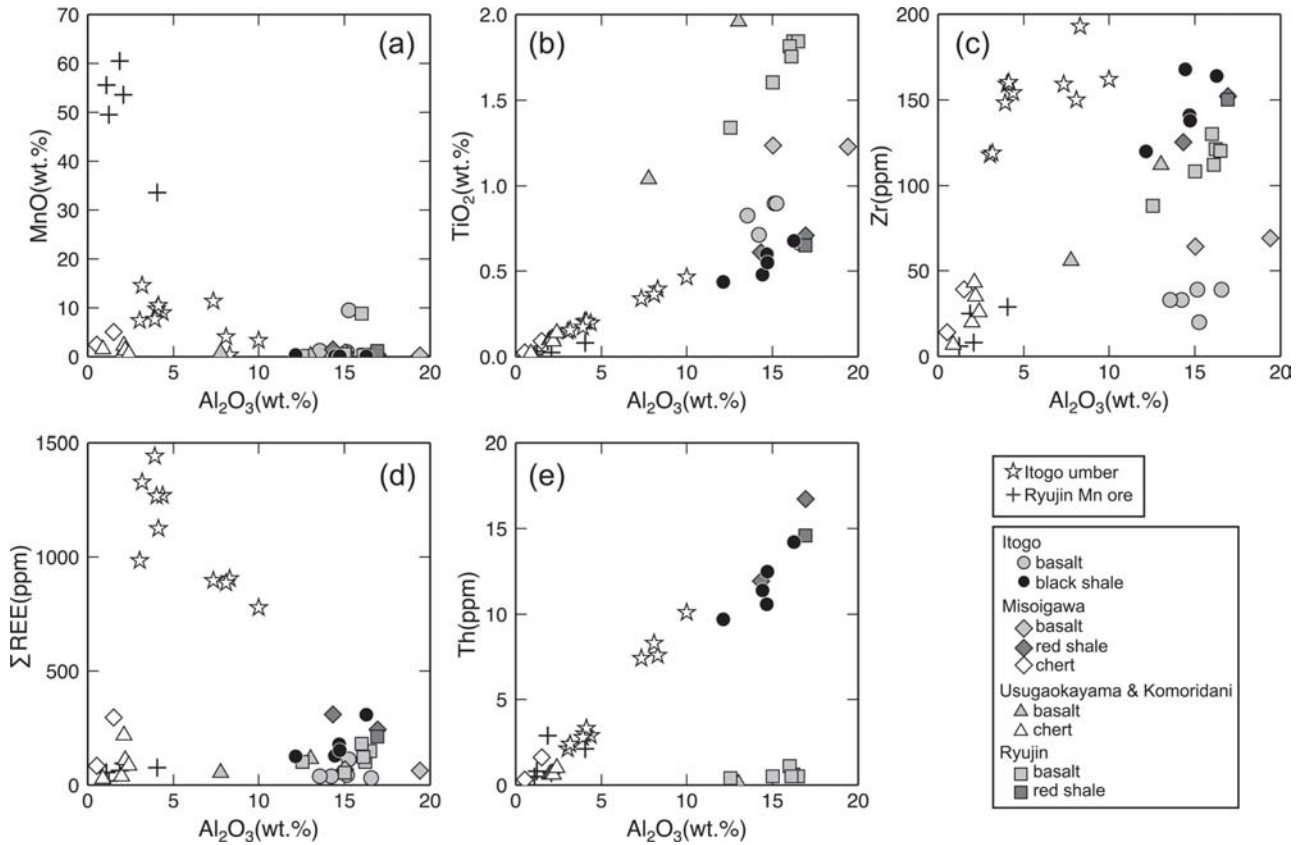 (a)
MnO(wt.%)
70
60
50
40
30
20
10
0
0 5 10 15 20
Al2O3(wt.%)
(b)
TiO2(wt.%)
2.0
1.5
1.0
0.5
0.0
0 5 10 15 20
Al2O3(wt.%)
(c)
Zr(ppm)
200
150
100
50
0
0 5 10 15 20
Al2O3(wt.%)
(d)
ΣREE(ppm)
1500
1000
500
0
0 5 10 15 20
Al2O3(wt.%)
(e)
Th(ppm)
20
15
10
5
0
0 5 10 15 20
Al2O3(wt.%)
Itogo umber
Ryujin Mn ore
Itogo
basalt
black shale
Misoigawa
basalt
red shale
chert
Usugaokayama & Komoridani
basalt
chert
Ryujin
basalt
red shale